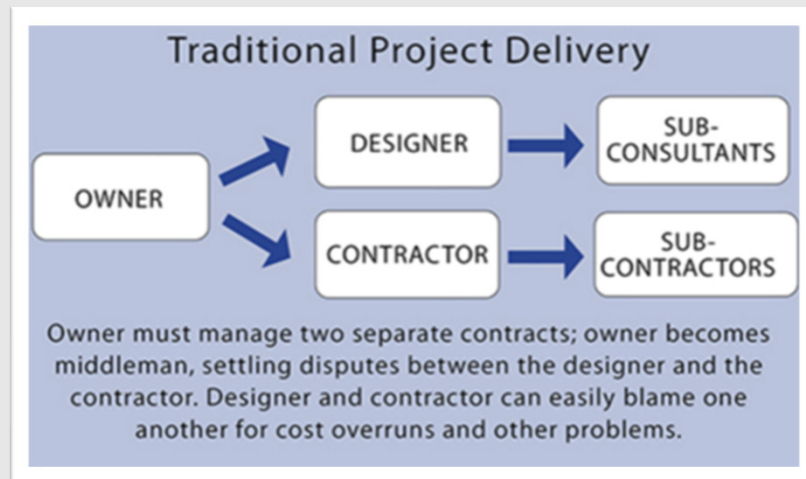 Traditional Project Delivery
OWNER
DESIGNER
SUB-
CONSULTANTS
CONTRACTOR
SUB-
CONTRACTORS
Owner must manage two separate contracts; owner becomes
middleman, settling disputes between the designer and the
contractor. Designer and contractor can easily blame one
another for cost overruns and other problems.